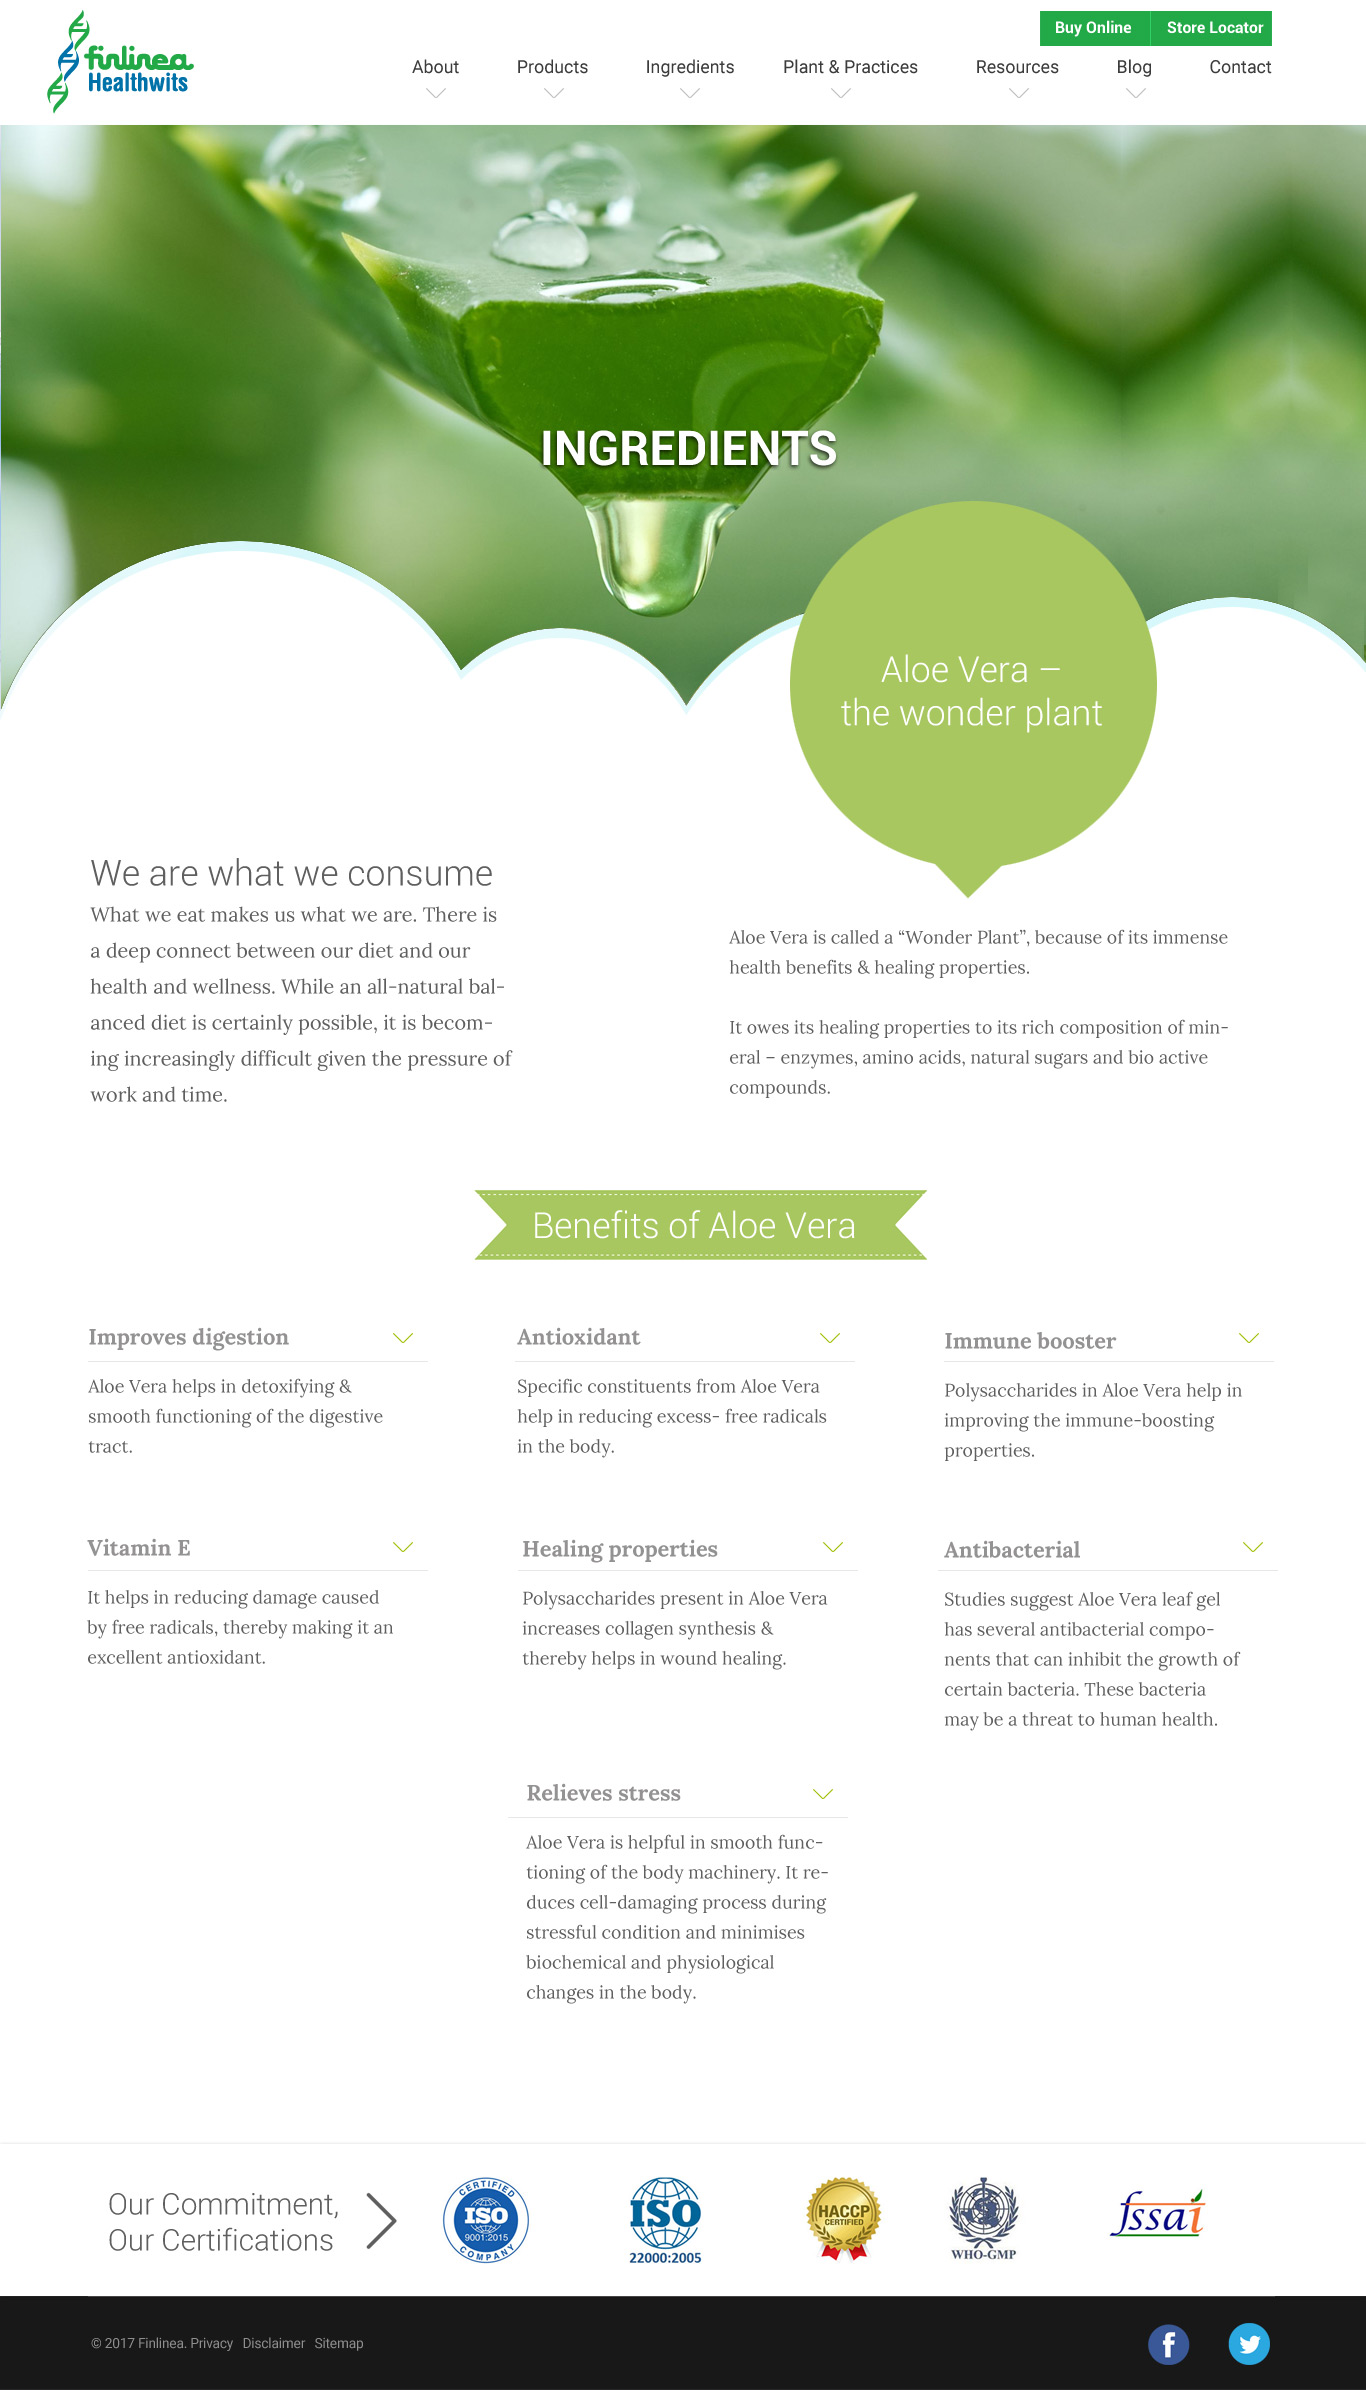 Buy Online Store Locator
finlinea
Healthwits
About Products Ingredients Plant & Practices Resources Blog Contact
INGREDIENTS
Aloe Vera –
the wonder plant
We are what we consume
What we eat makes us what we are. There is
a deep connect between our diet and our
health and wellness. While an all-natural bal-
anced diet is certainly possible, it is becom-
ing increasingly difficult given the pressure of
work and time.
Aloe Vera is called a “Wonder Plant”, because of its immense
health benefits & healing properties.
It owes its healing properties to its rich composition of min-
eral – enzymes, amino acids, natural sugars and bio active
compounds.
Benefits of Aloe Vera
Improves digestion
Aloe Vera helps in detoxifying &
smooth functioning of the digestive
tract.
Antioxidant
Specific constituents from Aloe Vera
help in reducing excess- free radicals
in the body.
Immune booster
Polysaccharides in Aloe Vera help in
improving the immune-boosting
properties.
Vitamin E
It helps in reducing damage caused
by free radicals, thereby making it an
excellent antioxidant.
Healing properties
Polysaccharides present in Aloe Vera
increases collagen synthesis &
thereby helps in wound healing.
Antibacterial
Studies suggest Aloe Vera leaf gel
has several antibacterial compo-
nents that can inhibit the growth of
certain bacteria. These bacteria
may be a threat to human health.
Relieves stress
Aloe Vera is helpful in smooth func-
tioning of the body machinery. It re-
duces cell-damaging process during
stressful condition and minimises
biochemical and physiological
changes in the body.
Our Commitment,
Our Certifications
CERTIFIED
ISO
9001:2015
COMPANY
ISO
22000:2005
HACCP
CERTIFIED
WHO-GMP
fssai
© 2017 Finlinea. Privacy Disclaimer Sitemap